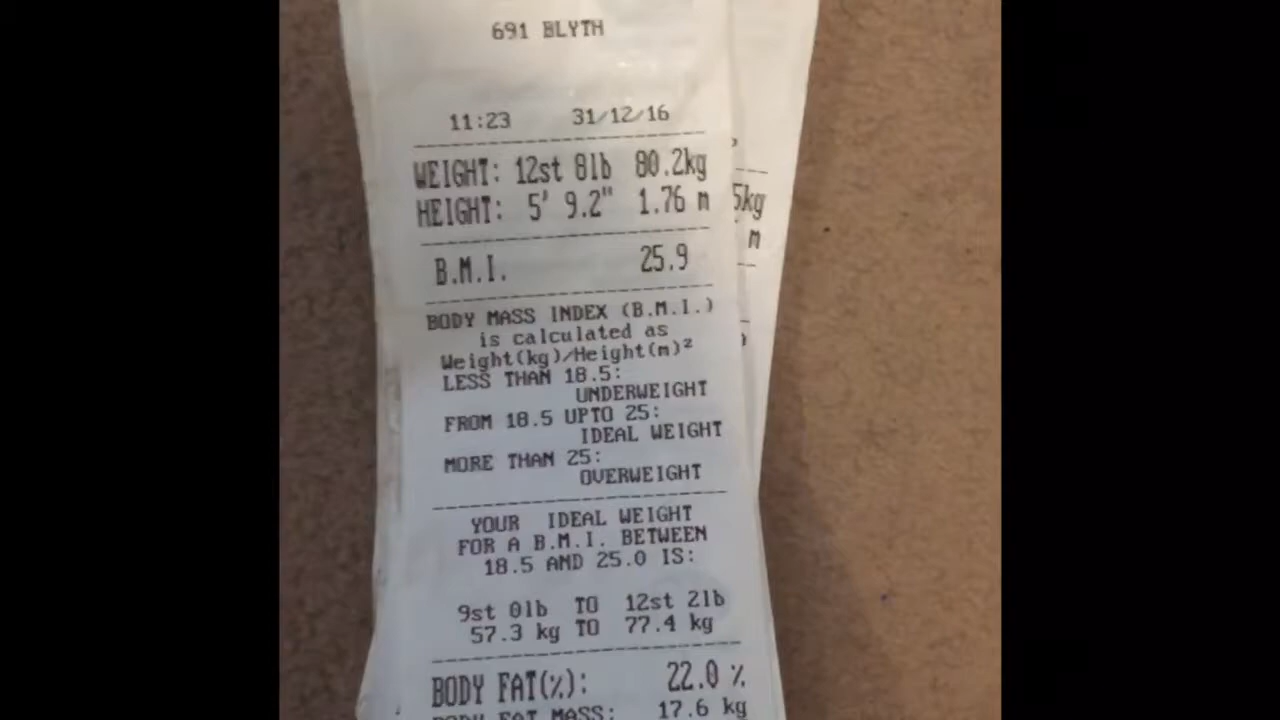 691 BLYTH
11:23 31/12/16
WEIGHT: 12st 8lb 80.2kg
HEIGHT: 5' 9.2" 1.76 m
B.M.I. 25.9
BODY MASS INDEX (B.M.I.)
is calculated as
Weight(kg)/Height(m)²
LESS THAN 18.5:
UNDERWEIGHT
FROM 18.5 UPTO 25:
IDEAL WEIGHT
MORE THAN 25:
OVERWEIGHT
YOUR IDEAL WEIGHT
FOR A B.M.I. BETWEEN
18.5 AND 25.0 IS:
9st 0lb TO 12st 2lb
57.3 kg TO 77.4 kg
BODY FAT(%): 22.0 %
BODY FAT MASS: 17.6 kg
5kg
m